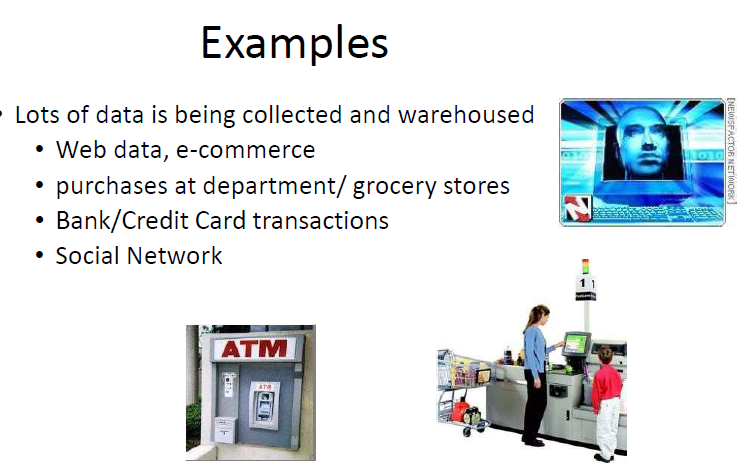 Examples
• Lots of data is being collected and warehoused
• Web data, e-commerce
• purchases at department/ grocery stores
• Bank/Credit Card transactions
• Social Network
[NEWSFACTOR NETWORK]
N
ATM
ATM
1 1